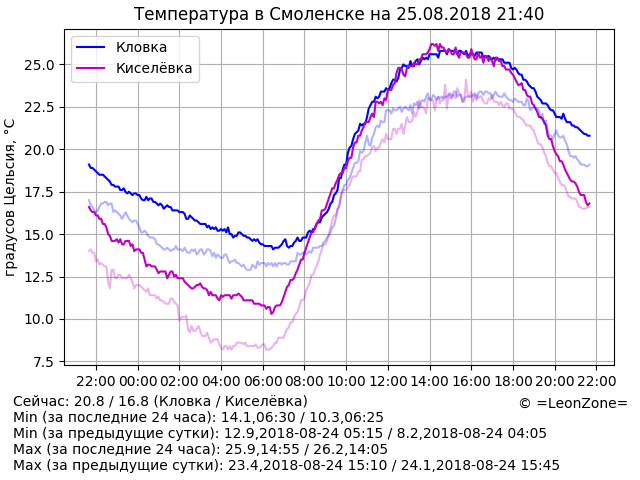 Температура в Смоленске на 25.08.2018 21:40
Кловка
Киселёвка
градусов Цельсия, °C
25.0
22.5
20.0
17.5
15.0
12.5
10.0
7.5
22:00 00:00 02:00 04:00 06:00 08:00 10:00 12:00 14:00 16:00 18:00 20:00 22:00
Сейчас: 20.8 / 16.8 (Кловка / Киселёвка)
© =LeonZone=
Min (за последние 24 часа): 14.1,06:30 / 10.3,06:25
Min (за предыдущие сутки): 12.9,2018-08-24 05:15 / 8.2,2018-08-24 04:05
Max (за последние 24 часа): 25.9,14:55 / 26.2,14:05
Max (за предыдущие сутки): 23.4,2018-08-24 15:10 / 24.1,2018-08-24 15:45